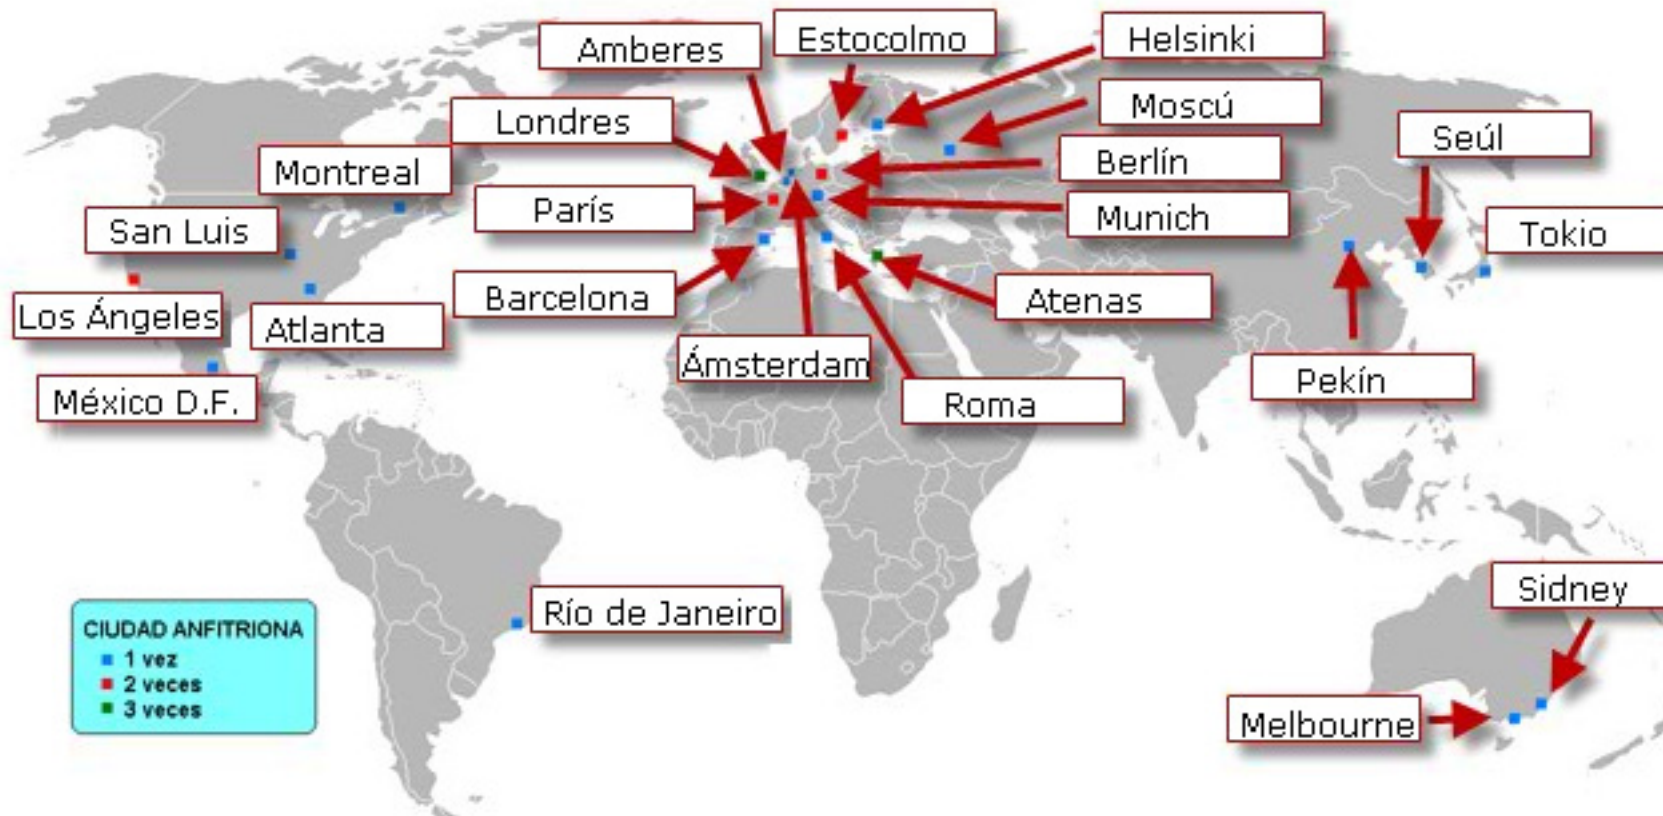 Amberes
Estocolmo
Helsinki
Londres
Moscú
Seúl
Montreal
Berlín
San Luis
París
Munich
Tokio
Los Ángeles
Atlanta
Barcelona
Atenas
Ámsterdam
Pekín
México D.F.
Roma
Río de Janeiro
Sidney
Melbourne
CIUDAD ANFITRIONA
1 vez
2 veces
3 veces